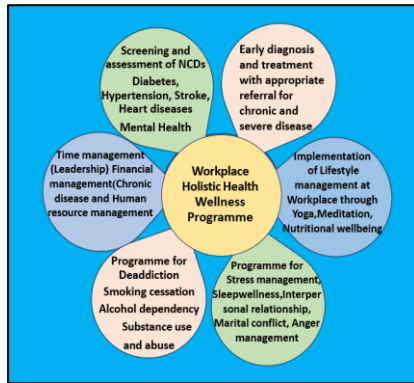 Screening and
assessment of NCDs
Diabetes,
Hypertension, Stroke,
Heart diseases
Mental Health
Early diagnosis
and treatment
with appropriate
referral for
chronic and
severe disease
Time management
(Leadership) Financial
management(Chronic
disease and Human
resource management
Workplace
Holistic Health
Wellness
Programme
Implementation
of Lifestyle
management at
Workplace through
Yoga,Meditation,
Nutritional wellbeing
Programme for
Deaddiction
Smoking cessation
Alcohol dependency
Substance use
and abuse
Programme for
Stress management,
Sleepwellness,Interper
sonal relationship,
Marital conflict, Anger
management